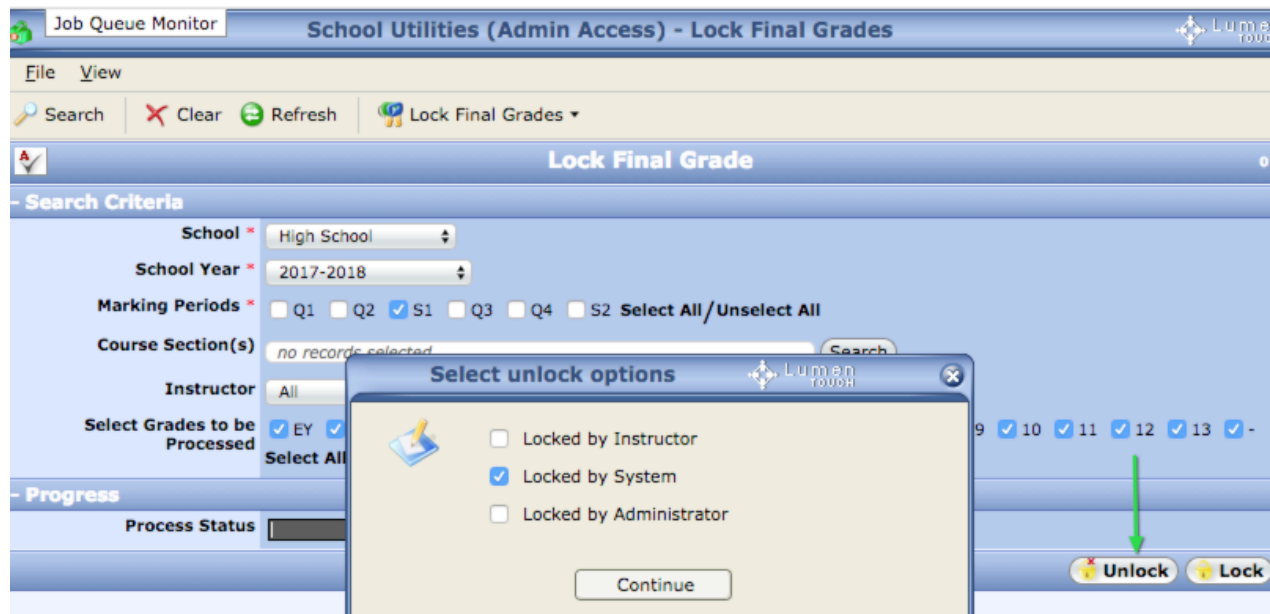 Job Queue Monitor
School Utilities (Admin Access) - Lock Final Grades
File View
Search Clear Refresh Lock Final Grades
Lock Final Grade
- Search Criteria
School * High School
School Year * 2017-2018
Marking Periods * Q1 Q2 S1 Q3 Q4 S2 Select All/Unselect All
Course Section(s) no records selected Search
Instructor All
Select Grades to be Processed EY 9 10 11 12 13 -
Select All
- Progress
Process Status
Unlock Lock
Select unlock options Lumen TOUCH
Locked by Instructor
Locked by System
Locked by Administrator
Continue